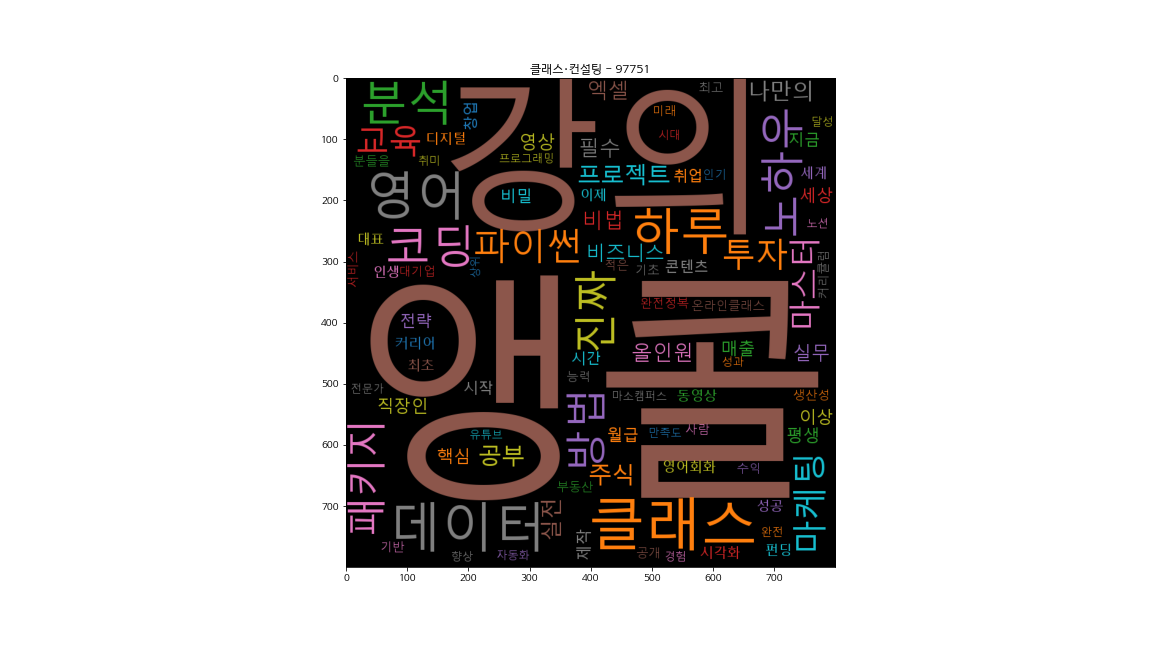 클래스·컨설팅 - 97751
0
100
200
300
400
500
600
700
0
100
200
300
400
500
600
700
분석
창업
강의
엑셀
최고
나만의
미래
달성
교육
디지털
영상
필수
시대
노하우
지금
분들을
취미
프로그래밍
영어
비밀
프로젝트
취업
인기
세계
이제
세상
비법
하루
노선
대표
코딩
파이썬
비즈니스
투자
마스터
커리큘럼
서비스
인생
대기업
상위
적은
기초
콘텐츠
앵클
진짜
완전정복
온라인클래스
전략
커리어
최초
시간
올인원
매출
성과
실무
전문가
시작
능력
마소캠퍼스
동영상
생산성
직장인
방법
이상
유튜브
월급
만족도
사람
평생
패키지
핵심
공부
주식
영어회화
수익
마케팅
부동산
데이터
실전
클래스
성공
기반
향상
자동화
제작
공개
경험
시각화
완전
펀딩